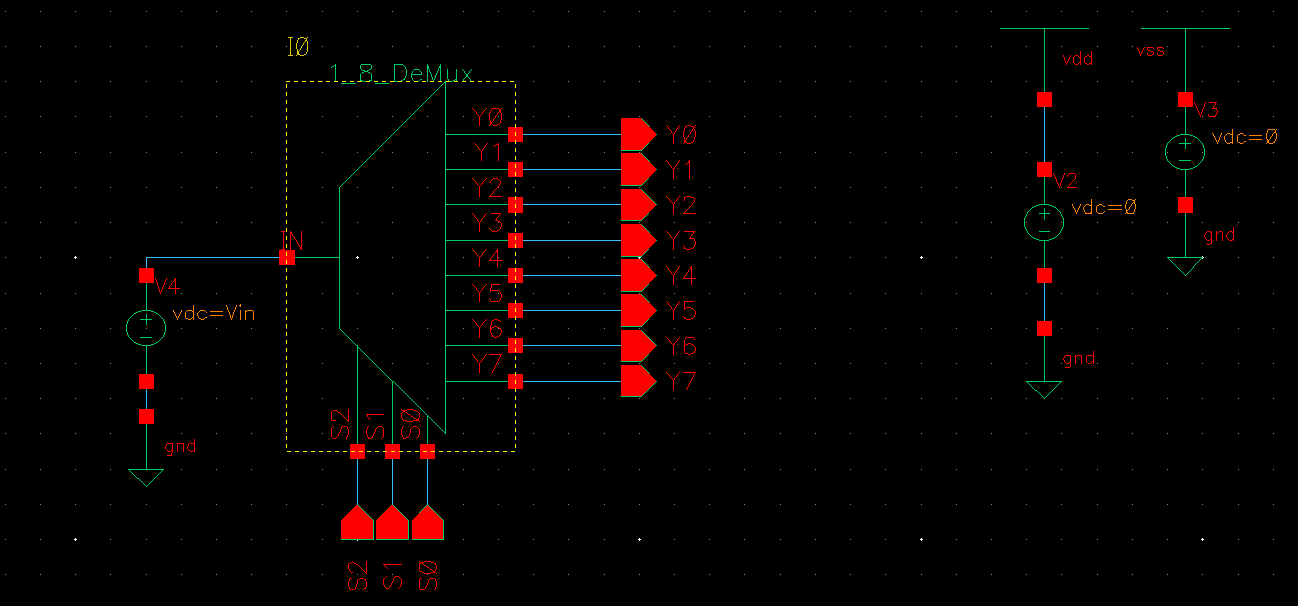 I0
1_8_DeMux
Y0
Y1
Y2
Y3
Y4
Y5
Y6
Y7
IN
S2
S1
S0
Y0
Y1
Y2
Y3
Y4
Y5
Y6
Y7
S2
S1
S0
V4
vdc=Vin
gnd
vdd
V2
vdc=0
gnd
vss
V3
vdc=0
gnd